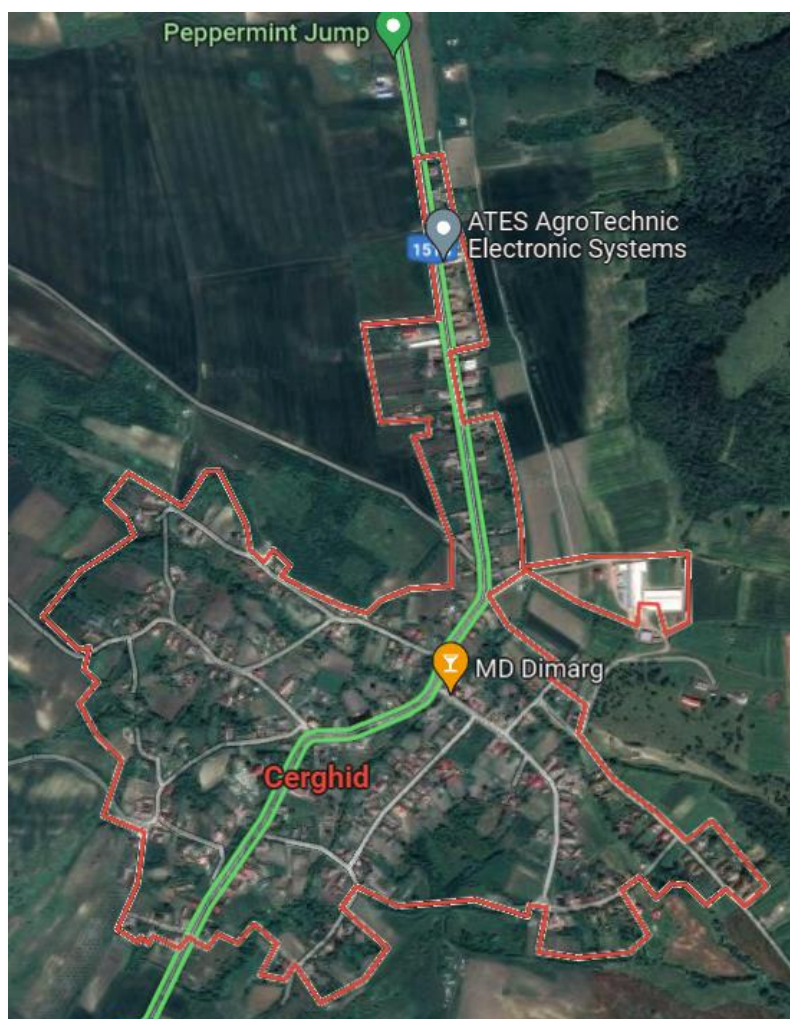 Peppermint Jump
ATES AgroTechnic
Electronic Systems
MD Dimarg
Cerghid